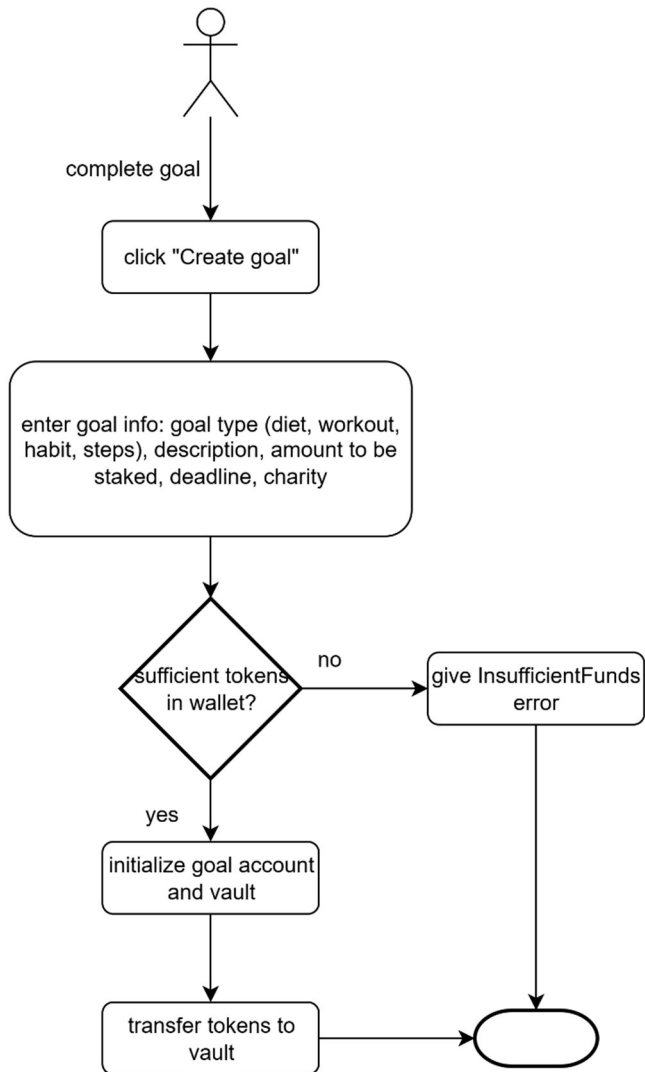 complete goal
click "Create goal"
enter goal info: goal type (diet, workout,
habit, steps), description, amount to be
staked, deadline, charity
sufficient tokens
in wallet?
no
give InsufficientFunds
error
yes
initialize goal account
and vault
transfer tokens to
vault